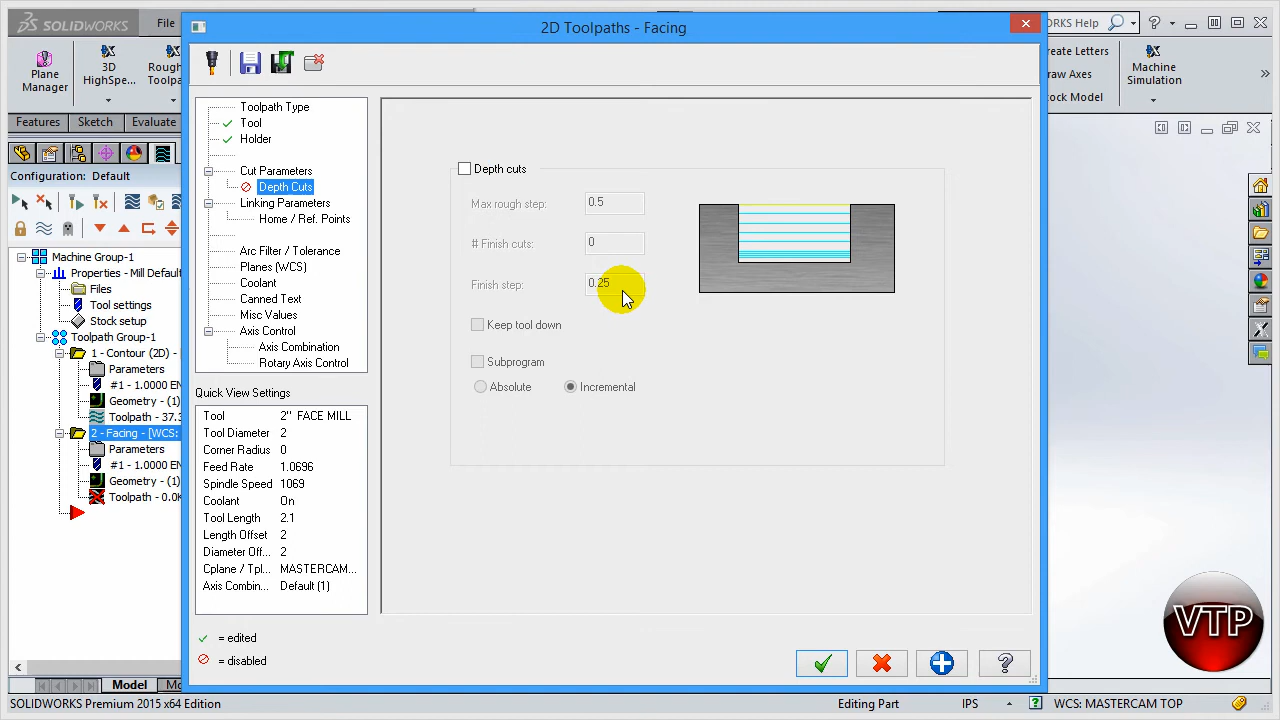 SOLIDWORKS
File
2D Toolpaths - Facing
RKS Help
Plane
Manager
3D
HighSpe...
Rough
Toolpa
Create Letters
raw Axes
tock Model
Machine
Simulation
Features
Sketch
Evaluate
Configuration: Default
Machine Group-1
Properties - Mill Default
Files
Tool settings
Stock setup
Toolpath Group-1
1 - Contour (2D) -
Parameters
#1 - 1.0000 EN
Geometry - (1)
Toolpath - 37.3
2 - Facing - [WCS:
Parameters
#1 - 1.0000 EN
Geometry - (1)
Toolpath - 0.0K
Toolpath Type
Tool
Holder
Cut Parameters
Depth Cuts
Linking Parameters
Home / Ref. Points
Arc Filter / Tolerance
Planes (WCS)
Coolant
Canned Text
Misc Values
Axis Control
Axis Combination
Rotary Axis Control
Quick View Settings
Tool 2" FACE MILL
Tool Diameter 2
Corner Radius 0
Feed Rate 1.0696
Spindle Speed 1069
Coolant On
Tool Length 2.1
Length Offset 2
Diameter Off... 2
Cplane / Tpl... MASTERCAM...
Axis Combin... Default (1)
= edited
= disabled
Depth cuts
Max rough step: 0.5
# Finish cuts: 0
Finish step: 0.25
Keep tool down
Subprogram
Absolute Incremental
VTP
Model
Mo
SOLIDWORKS Premium 2015 x64 Edition
Editing Part
IPS
WCS: MASTERCAM TOP